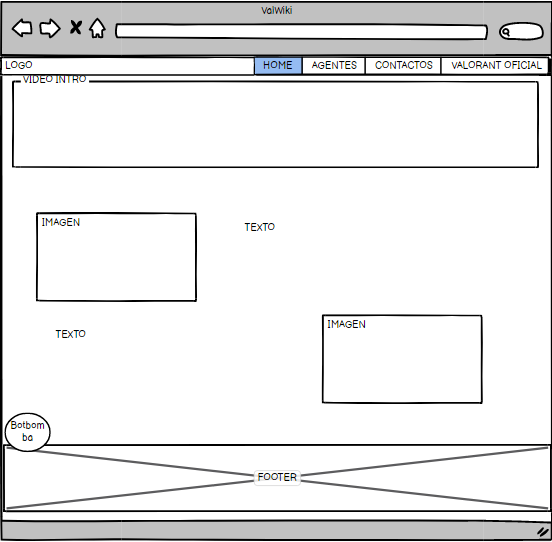 ValWiki
LOGO
HOME
AGENTES
CONTACTOS
VALORANT OFICIAL
VIDEO INTRO
IMAGEN
TEXTO
TEXTO
IMAGEN
Botbom
ba
FOOTER